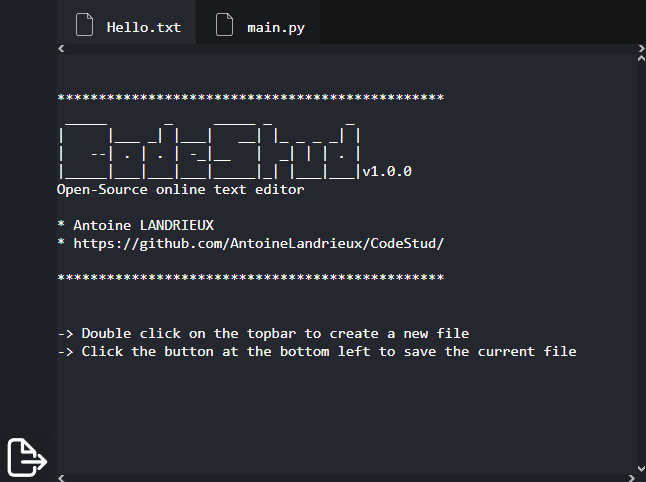 Hello.txt
main.py
***********************************************
CodeStud
v1.0.0
Open-Source online text editor
* Antoine LANDRIEUX
* https://github.com/AntoineLandrieux/CodeStud/
***********************************************
-> Double click on the topbar to create a new file
-> Click the button at the bottom left to save the current file